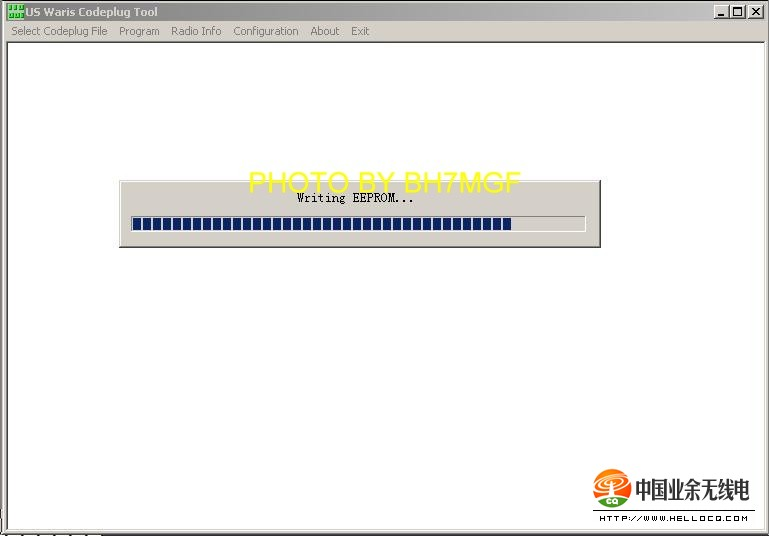 US Waris Codeplug Tool
Select Codeplug File Program Radio Info Configuration About Exit
PHOTO BY BH7MGF
Writing EEPROM...
CQ
中国业余无线电
HTTP://WWW.HELLOCQ.COM